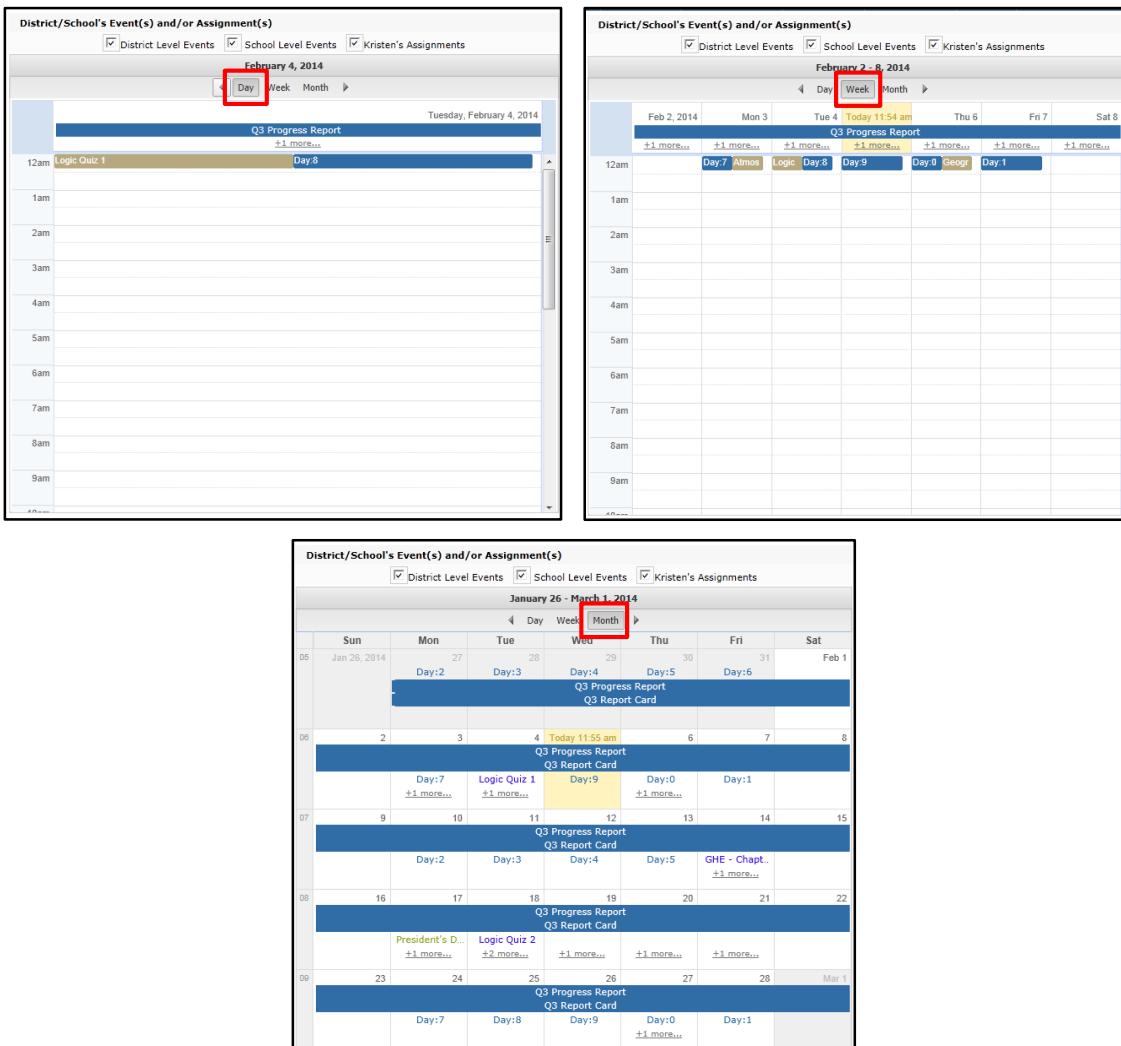 District/School's Event(s) and/or Assignment(s)
District Level Events School Level Events Kristen's Assignments
February 4, 2014
Day Week Month
Tuesday, February 4, 2014
Q3 Progress Report
+1 more...
12am Logic Quiz 1 Day:8
1am
2am
3am
4am
5am
6am
7am
8am
9am
District/School's Event(s) and/or Assignment(s)
District Level Events School Level Events Kristen's Assignments
February 2 - 8, 2014
Day Week Month
Feb 2, 2014 Mon 3 Tue 4 Today 11:54 am Thu 6 Fri 7 Sat 8
Q3 Progress Report
+1 more... +1 more... +1 more... +1 more... +1 more... +1 more... +1 more...
12am Day:7 Atmos Logic Day:8 Day:9 Day:0 Geogr Day:1
1am
2am
3am
4am
5am
6am
7am
8am
9am
District/School's Event(s) and/or Assignment(s)
District Level Events School Level Events Kristen's Assignments
January 26 - March 1, 2014
Day Week Month
Sun Mon Tue Wed Thu Fri Sat
05 Jan 26, 2014 27 28 29 30 31 Feb 1
Day:2 Day:3 Day:4 Day:5 Day:6
Q3 Progress Report
Q3 Report Card
06 2 3 4 Today 11:55 am 6 7 8
Q3 Progress Report
Q3 Report Card
Day:7 Logic Quiz 1 Day:9 Day:0 Day:1
+1 more... +1 more... +1 more...
07 9 10 11 12 13 14 15
Q3 Progress Report
Q3 Report Card
Day:2 Day:3 Day:4 Day:5 GHE - Chapt..
+1 more...
08 16 17 18 19 20 21 22
Q3 Progress Report
Q3 Report Card
President's D... Logic Quiz 2
+1 more... +2 more... +1 more... +1 more... +1 more...
09 23 24 25 26 27 28 Mar 1
Q3 Progress Report
Q3 Report Card
Day:7 Day:8 Day:9 Day:0 Day:1
+1 more...